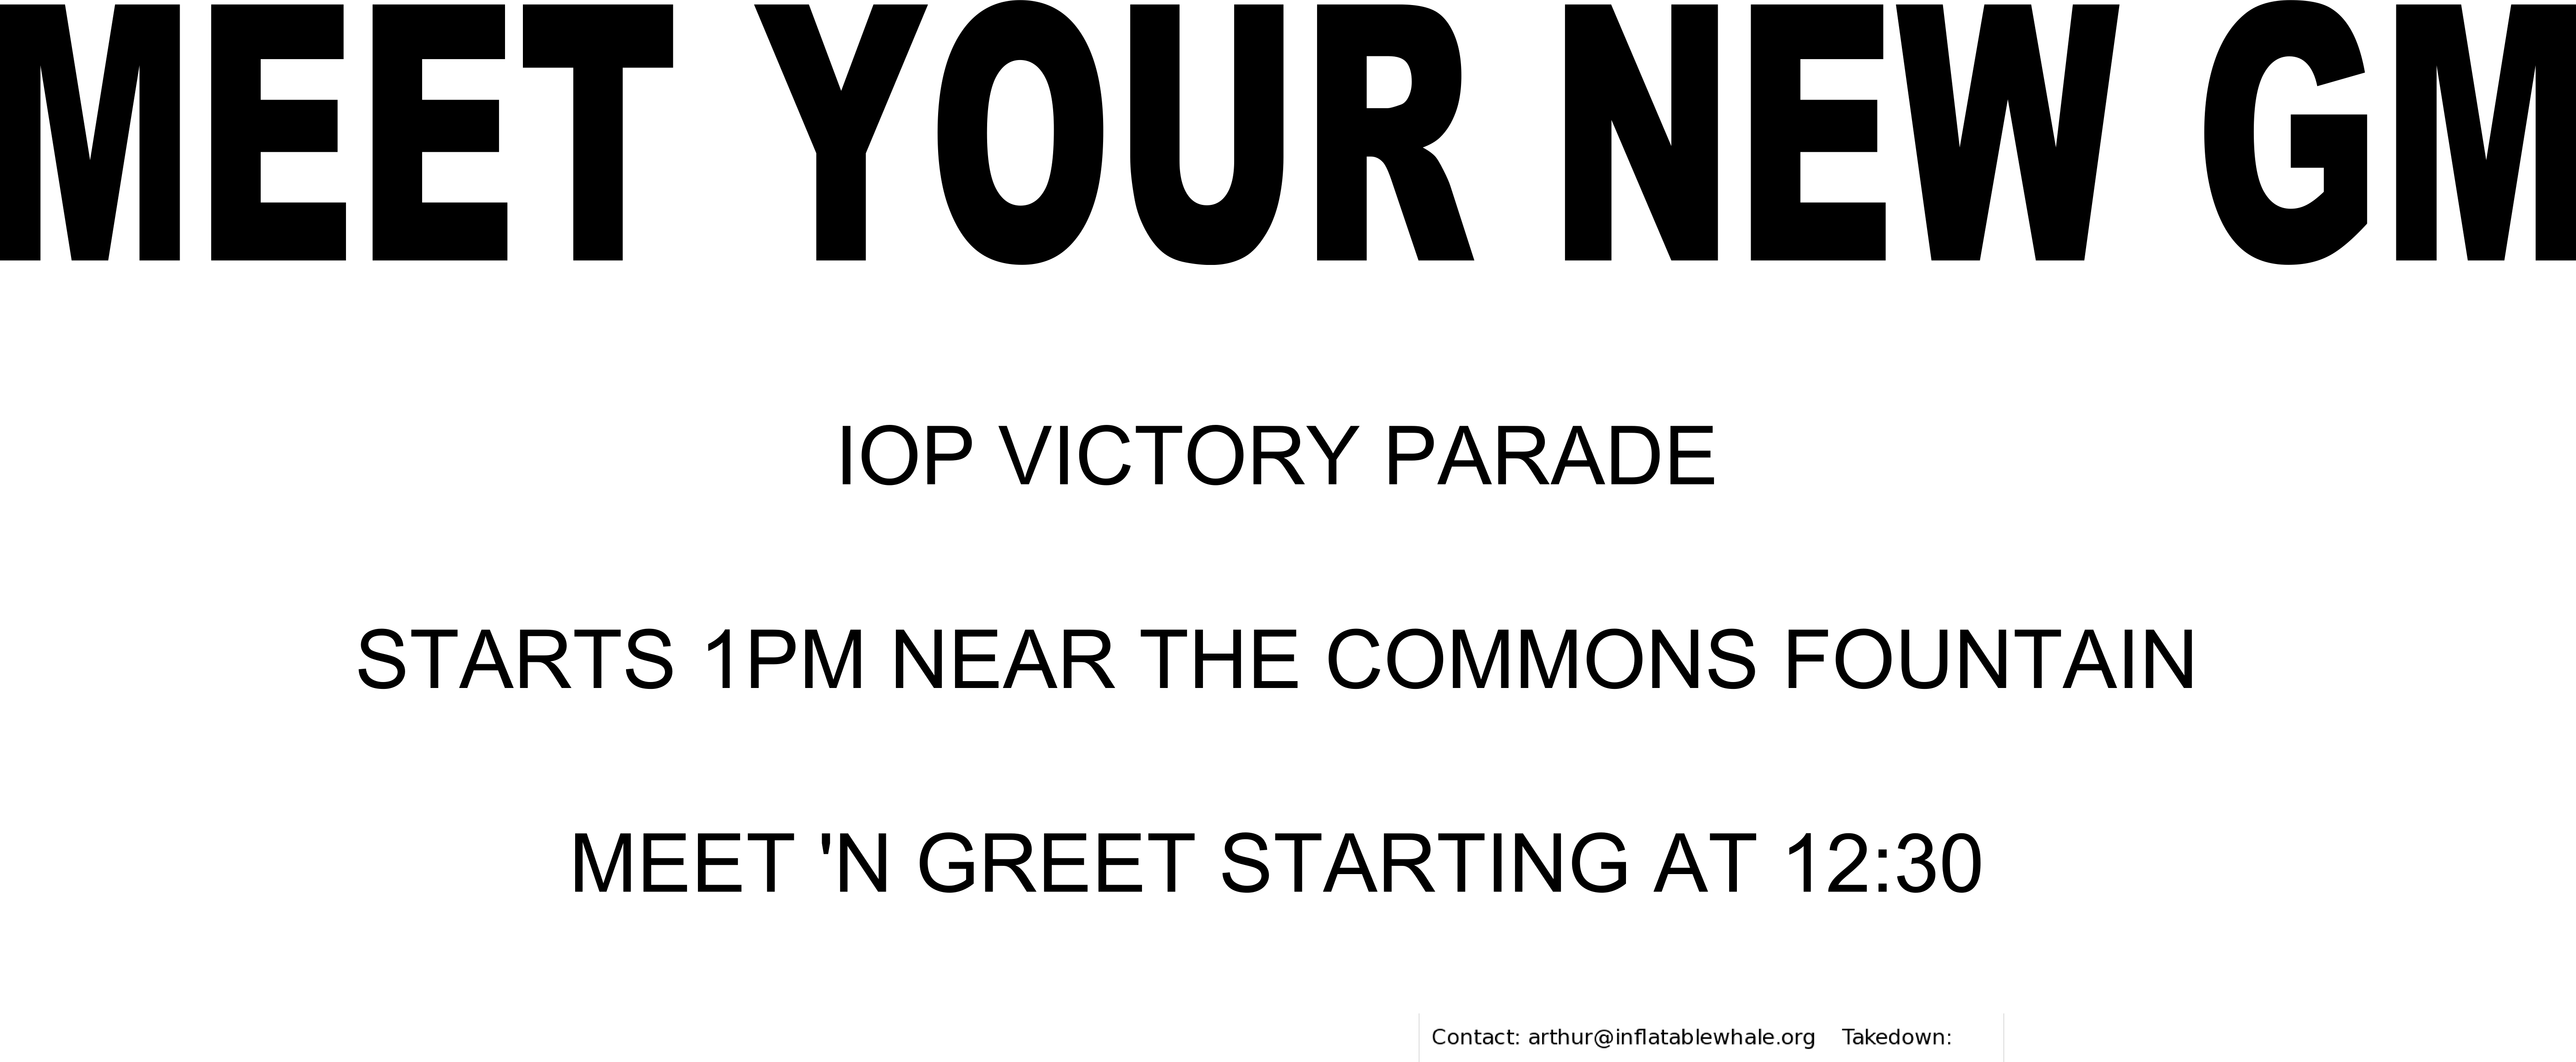 MEET YOUR NEW GM
IOP VICTORY PARADE
STARTS 1PM NEAR THE COMMONS FOUNTAIN
MEET 'N GREET STARTING AT 12:30
Contact: arthur@inflatablewhale.org Takedown: